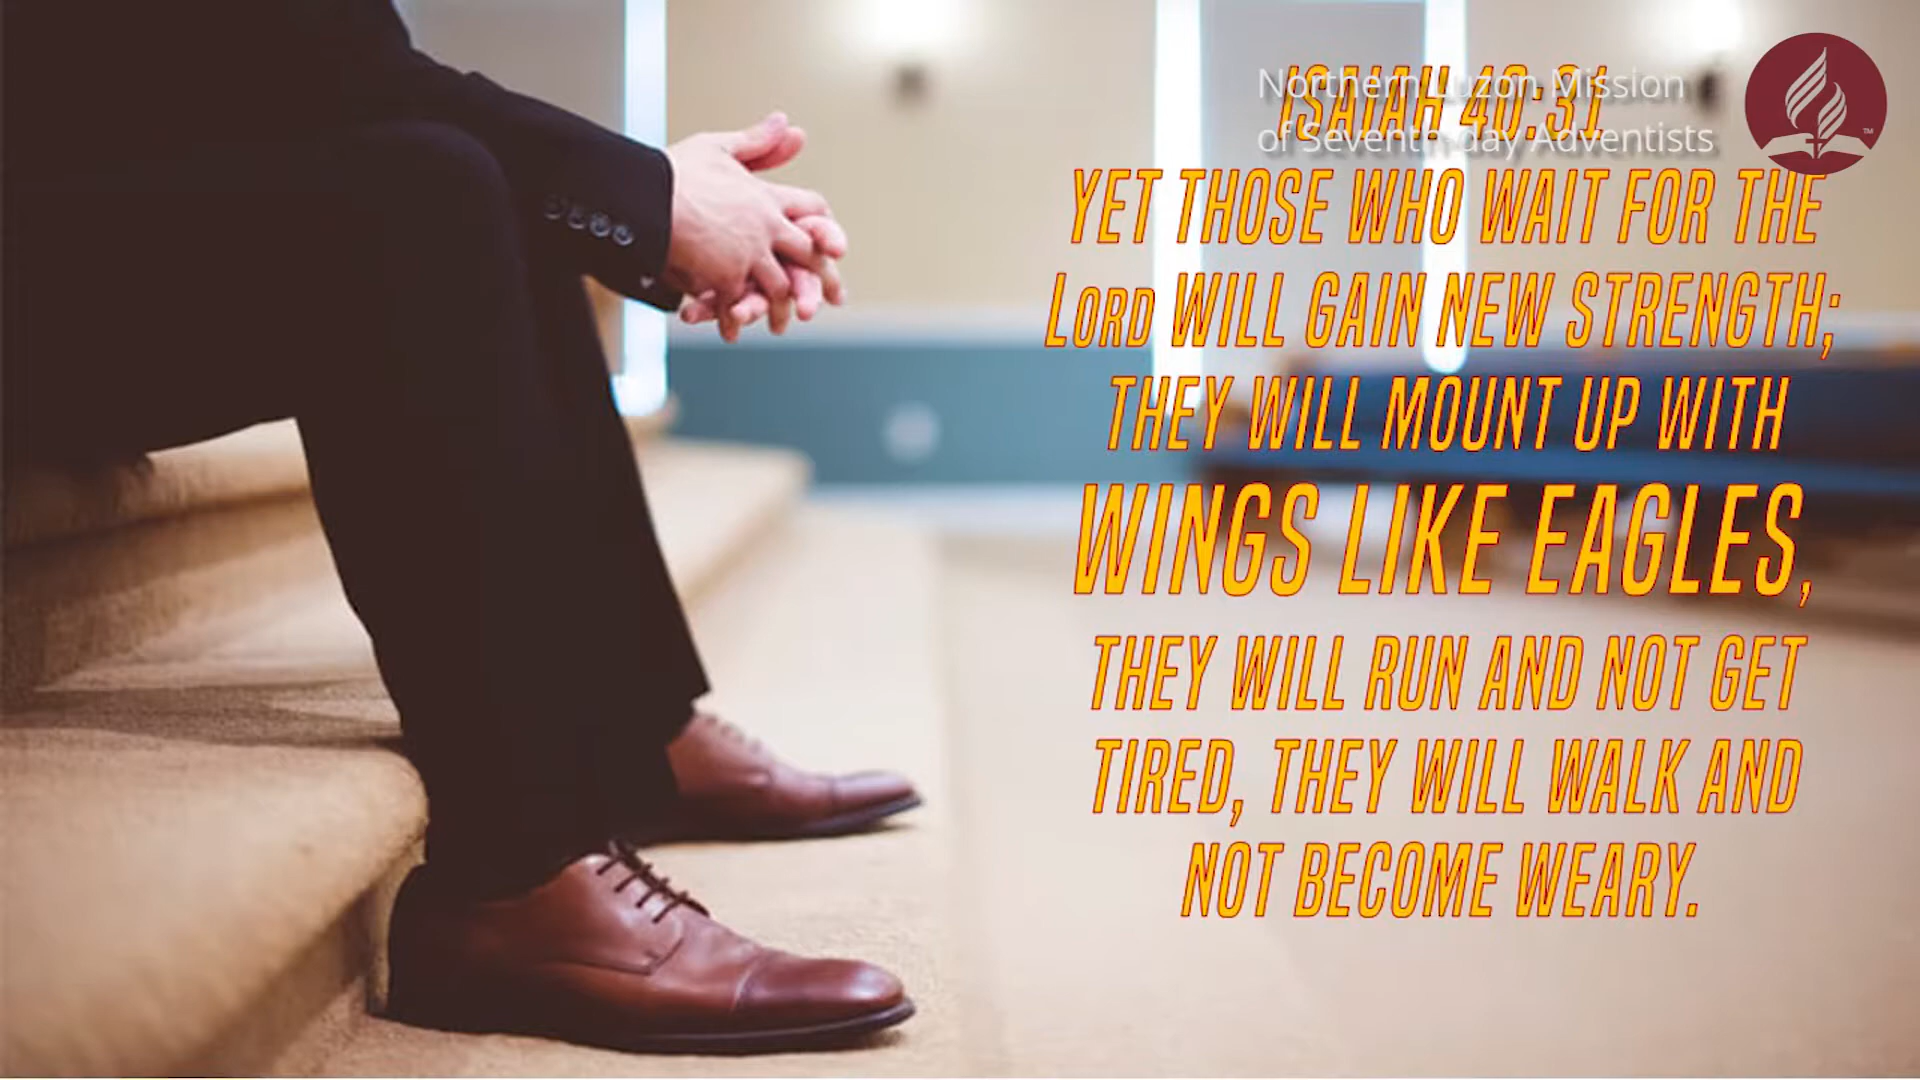 Northern Luzon Mission
of Seventh-day Adventists
ISAIAH 40:31
YET THOSE WHO WAIT FOR THE
LORD WILL GAIN NEW STRENGTH;
THEY WILL MOUNT UP WITH
WINGS LIKE EAGLES,
THEY WILL RUN AND NOT GET
TIRED, THEY WILL WALK AND
NOT BECOME WEARY.
TM